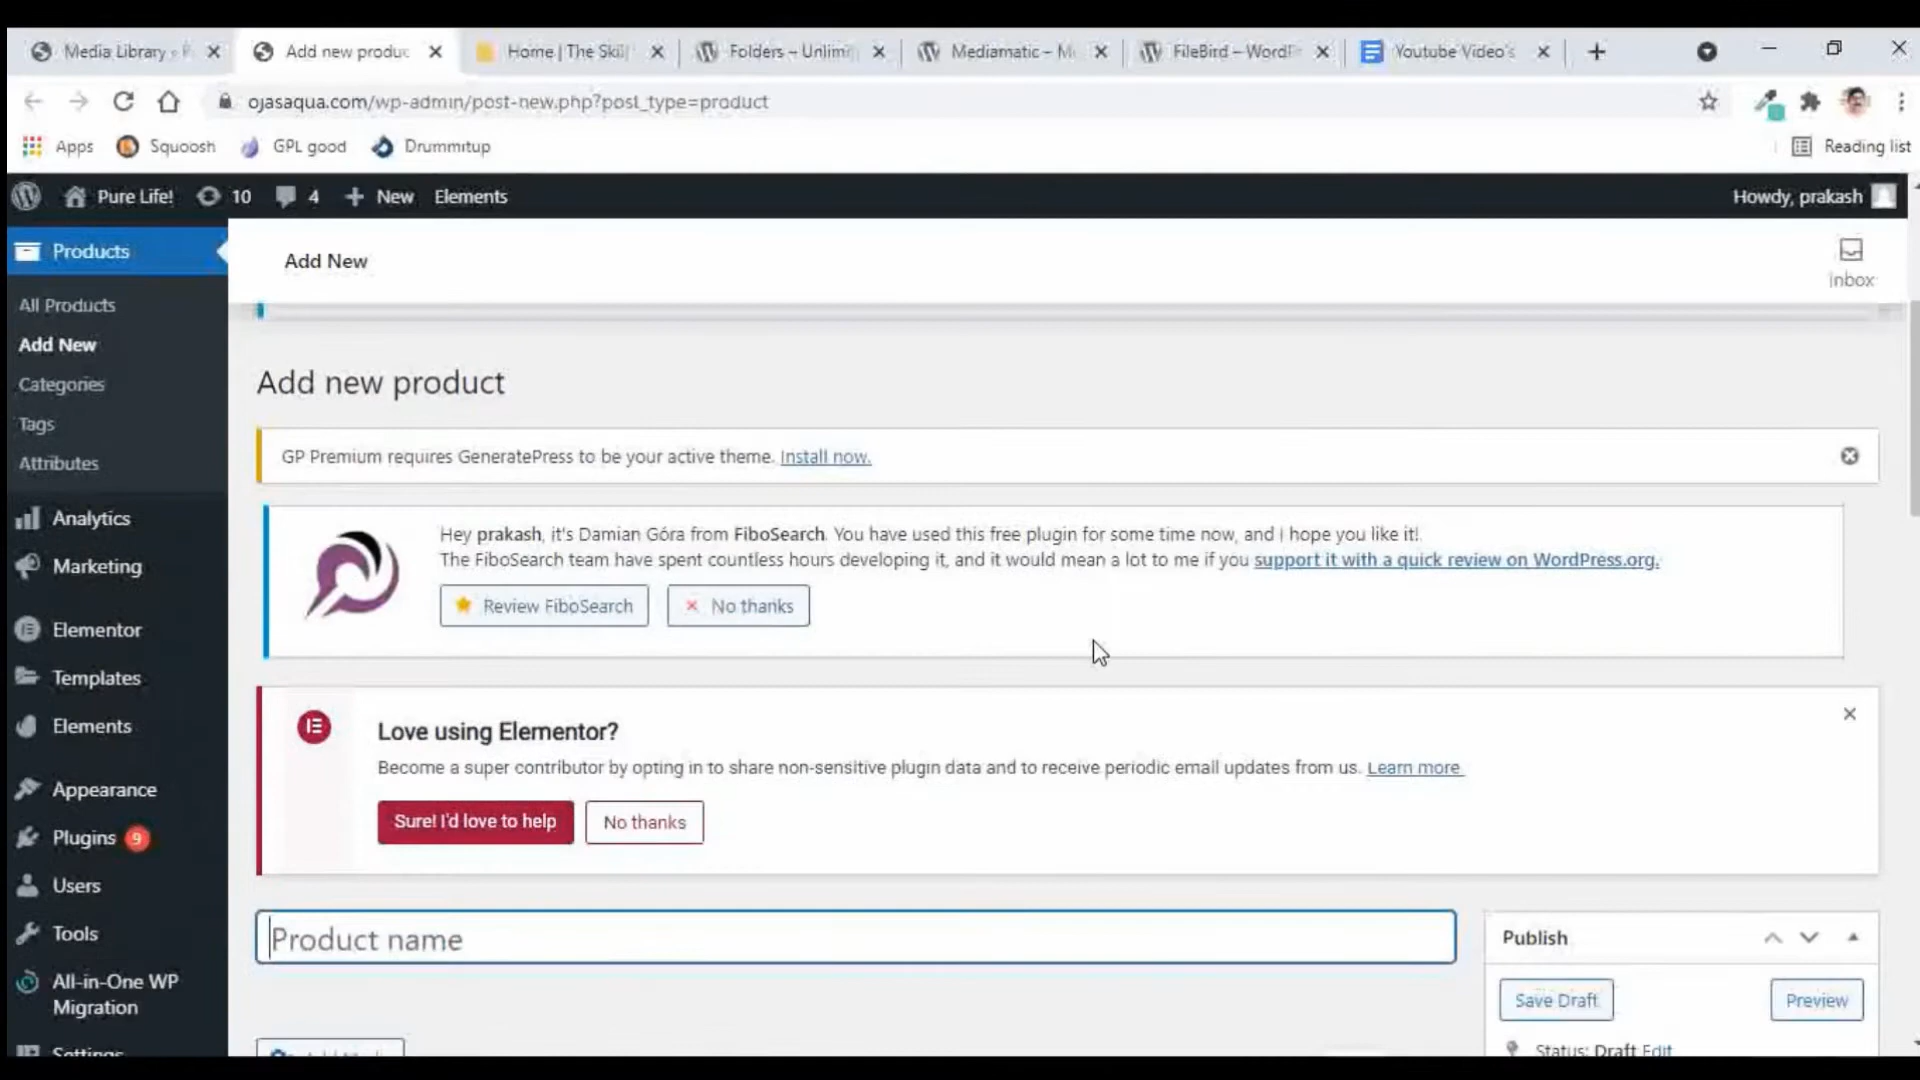 Media Library
Add new produc
Home | The Skil
Folders – Unlimi
Mediamatic – M
FileBird – WordP
Youtube Video's
ojasaqua.com/wp-admin/post-new.php?post_type=product
Apps
Squoosh
GPL good
Drummitup
Reading list
Pure Life!
10
4
New
Elements
Howdy, prakash
Products
All Products
Add New
Categories
Tags
Attributes
Analytics
Marketing
Elementor
Templates
Elements
Appearance
Plugins 9
Users
Tools
All-in-One WP
Migration
Settings
Add New
Inbox
Add new product
GP Premium requires GeneratePress to be your active theme. Install now.
Hey prakash, it's Damian Góra from FiboSearch. You have used this free plugin for some time now, and I hope you like it!
The FiboSearch team have spent countless hours developing it, and it would mean a lot to me if you support it with a quick review on WordPress.org.
Review FiboSearch
No thanks
Love using Elementor?
Become a super contributor by opting in to share non-sensitive plugin data and to receive periodic email updates from us. Learn more.
Sure! I'd love to help
No thanks
Product name
Publish
Save Draft
Preview
Status: Draft Edit